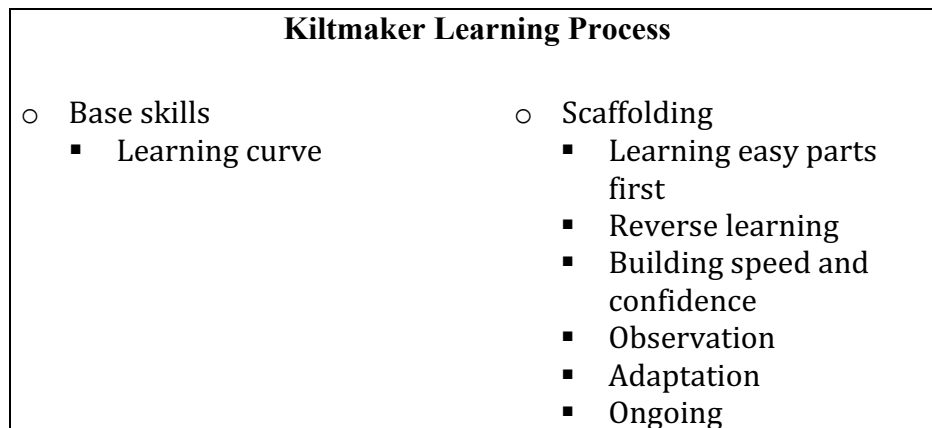 Kiltmaker Learning Process
o Base skills
▪ Learning curve
o Scaffolding
▪ Learning easy parts
first
▪ Reverse learning
▪ Building speed and
confidence
▪ Observation
▪ Adaptation
▪ Ongoing